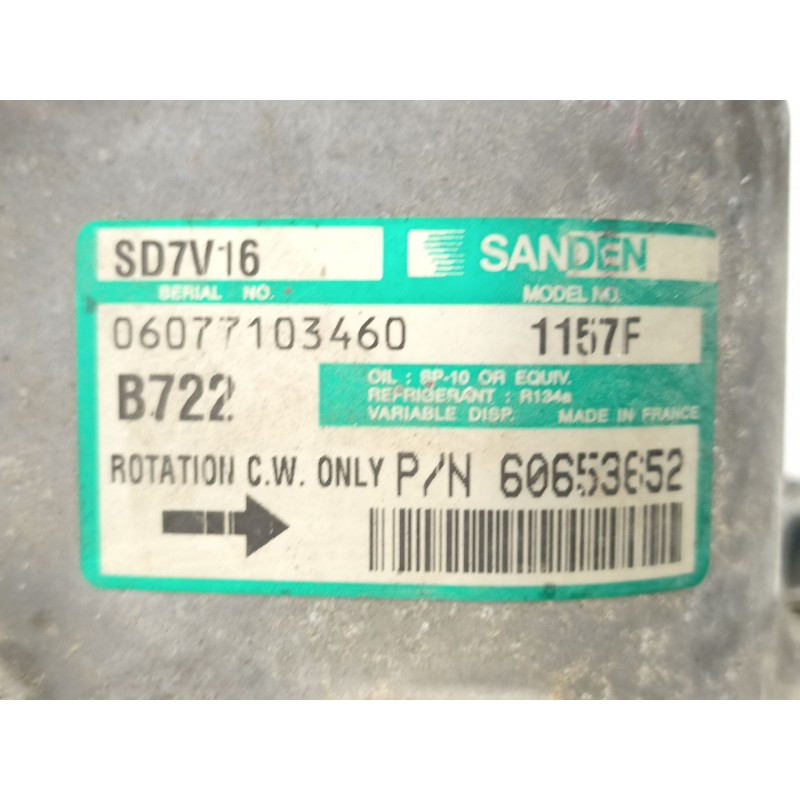 SD7V16 SANDEN
SERIAL NO. MODEL NO.
06077103460 1157F
B722
OIL : SP-10 OR EQUIV.
REFRIGERANT : R134a
VARIABLE DISP. MADE IN FRANCE
ROTATION C.W. ONLY P/N 60653652